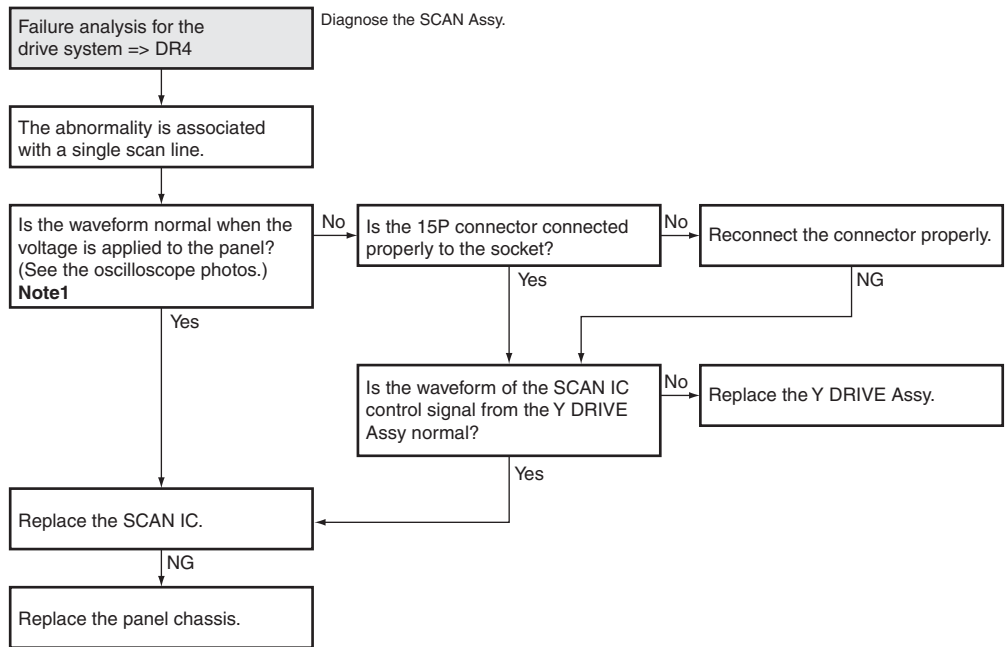 Failure analysis for the
drive system => DR4
Diagnose the SCAN Assy.
The abnormality is associated
with a single scan line.
Is the waveform normal when the
voltage is applied to the panel?
(See the oscilloscope photos.)
Note1
No
Is the 15P connector connected
properly to the socket?
No
Reconnect the connector properly.
Yes
Yes
NG
Is the waveform of the SCAN IC
control signal from the Y DRIVE
Assy normal?
No
Replace the Y DRIVE Assy.
Yes
Replace the SCAN IC.
NG
Replace the panel chassis.